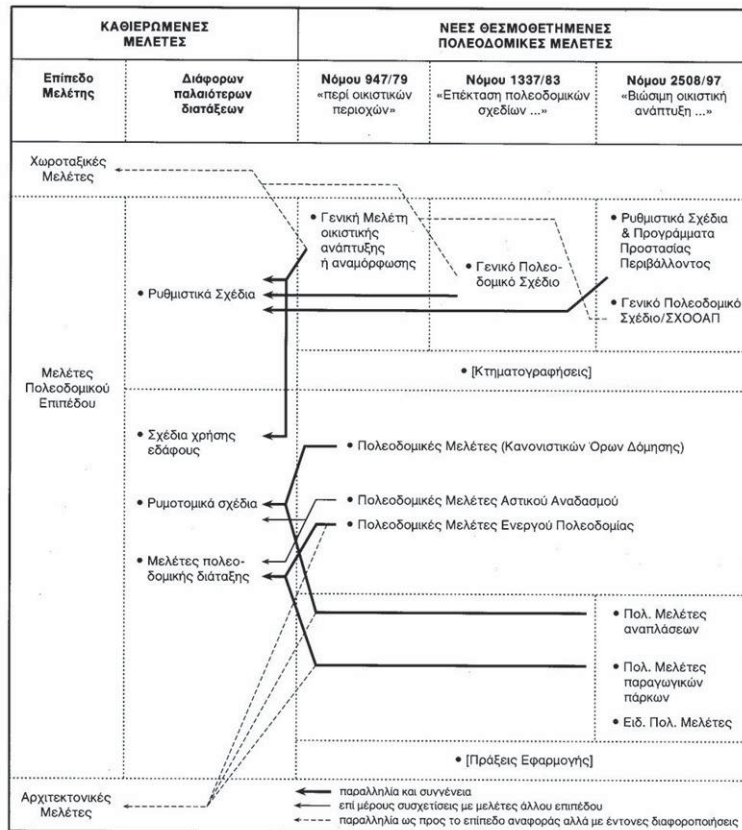 ΚΑΘΙΕΡΩΜΕΝΕΣ
ΜΕΛΕΤΕΣ
ΝΕΕΣ ΘΕΣΜΟΘΕΤΗΜΕΝΕΣ
ΠΟΛΕΟΔΟΜΙΚΕΣ ΜΕΛΕΤΕΣ
Επίπεδο
Μελέτης
Διάφορων
παλαιότερων
διατάξεων
Νόμου 947/79
«περί οικιστικών
περιοχών»
Νόμου 1337/83
«Επέκταση πολεοδομικών
σχεδίων ...»
Νόμου 2508/97
«Βιώσιμη οικιστική
ανάπτυξη ...»
Χωροταξικές
Μελέτες
Μελέτες
Πολεοδομικού
Επιπέδου
• Ρυθμιστικά Σχέδια
• Γενική Μελέτη
οικιστικής
ανάπτυξης
ή αναμόρφωσης
• Γενικό Πολεο-
δομικό Σχέδιο
• Ρυθμιστικά Σχέδια
& Προγράμματα
Προστασίας
Περιβάλλοντος
• Γενικό Πολεοδομικό
Σχέδιο/ΣΧΟΟΑΠ
• [Κτηματογραφήσεις]
• Σχέδια χρήσης
εδάφους
• Πολεοδομικές Μελέτες (Κανονιστικών Όρων Δόμησης)
• Ρυμοτομικά σχέδια
• Πολεοδομικές Μελέτες Αστικού Αναδασμού
• Πολεοδομικές Μελέτες Ενεργού Πολεοδομίας
• Μελέτες πολεο-
δομικής διάταξης
• Πολ. Μελέτες
αναπλάσεων
• Πολ. Μελέτες
παραγωγικών
πάρκων
• Ειδ. Πολ. Μελέτες
• [Πράξεις Εφαρμογής]
Αρχιτεκτονικές
Μελέτες
παραλληλία και συγγένεια
επί μέρους συσχετίσεις με μελέτες άλλου επιπέδου
παραλληλία ως προς το επίπεδο αναφοράς αλλά με έντονες διαφοροποιήσεις